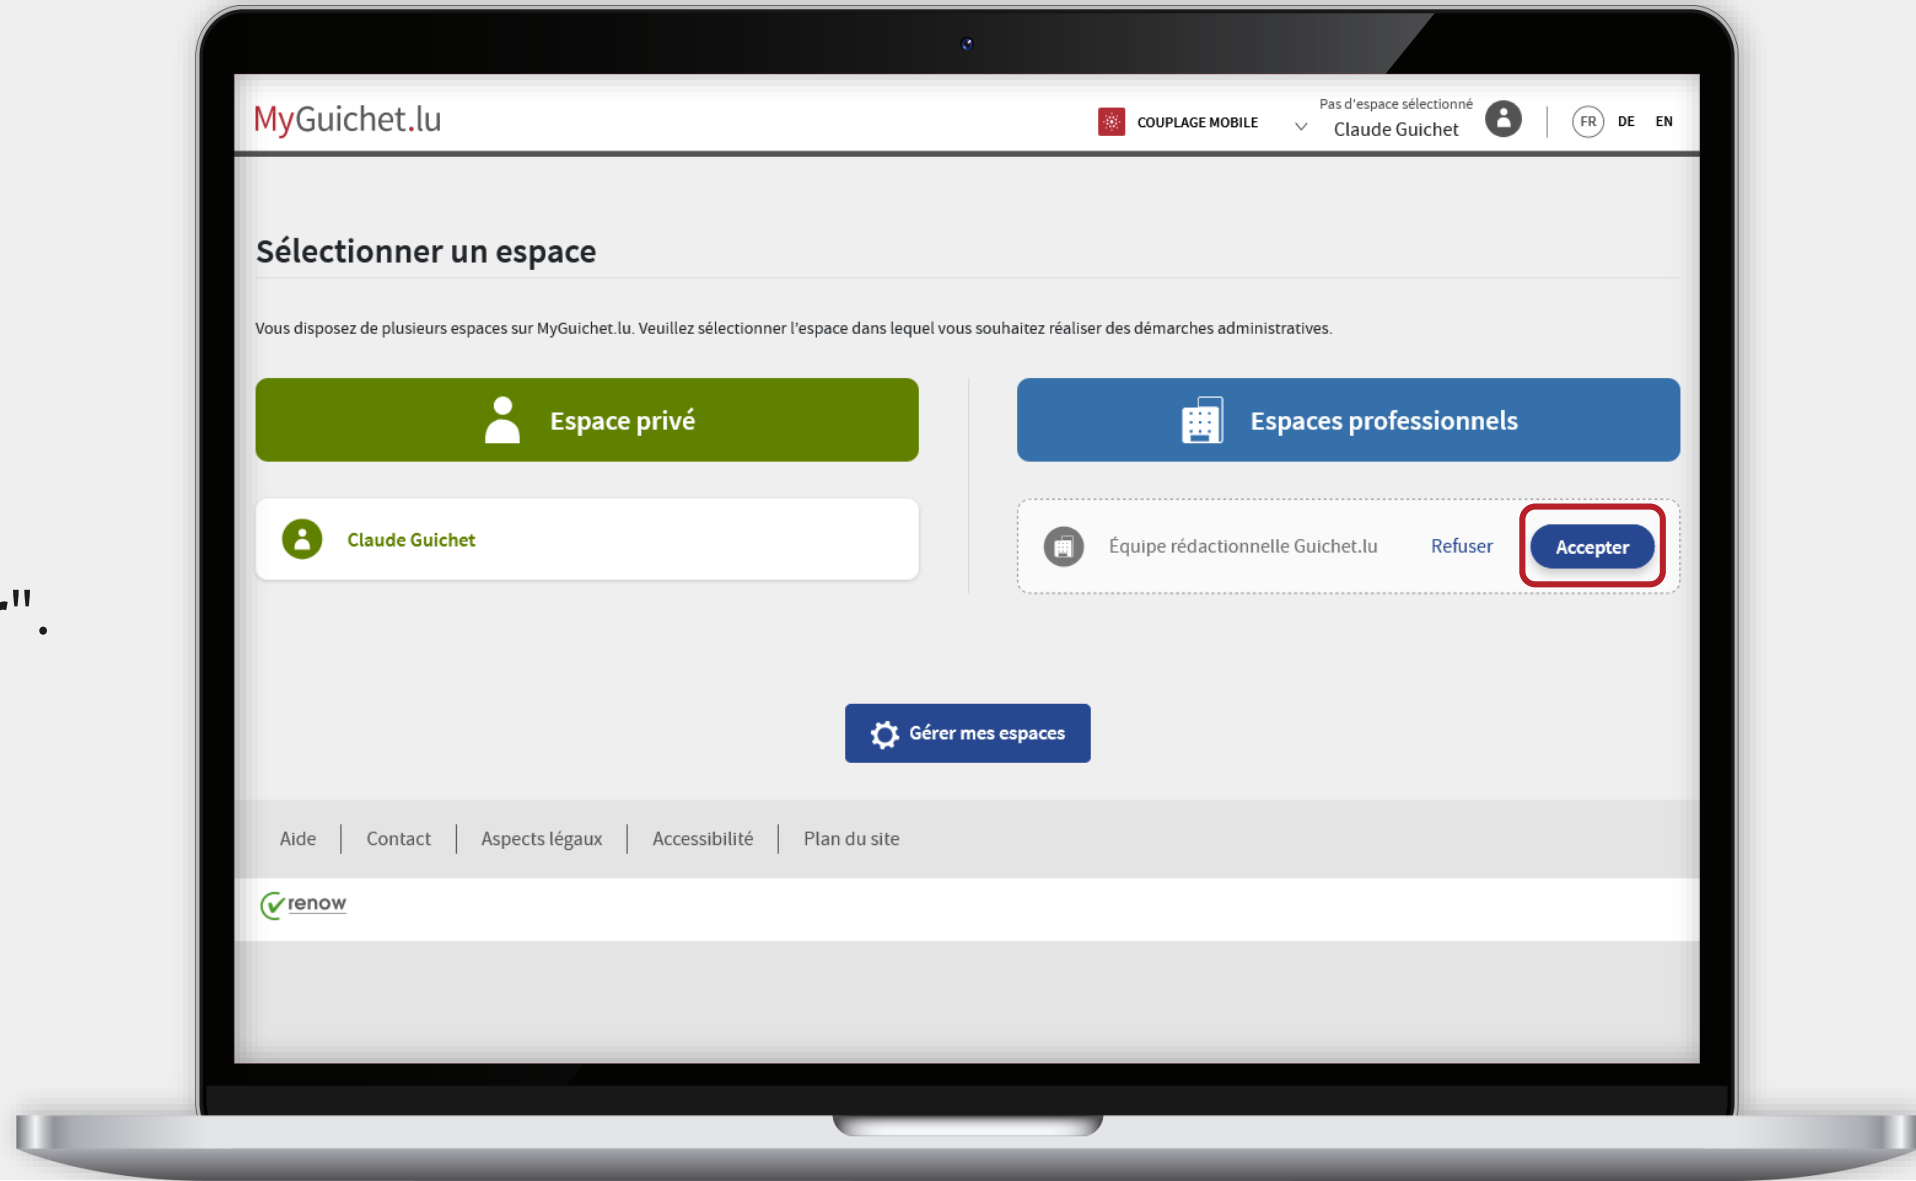 MyGuichet.lu
COUPLAGE MOBILE
Pas d'espace sélectionné
Claude Guichet
FR DE EN
Sélectionner un espace
Vous disposez de plusieurs espaces sur MyGuichet.lu. Veuillez sélectionner l'espace dans lequel vous souhaitez réaliser des démarches administratives.
Espace privé
Espaces professionnels
Claude Guichet
Équipe rédactionnelle Guichet.lu Refuser Accepter
r".
Gérer mes espaces
Aide Contact Aspects légaux Accessibilité Plan du site
renow